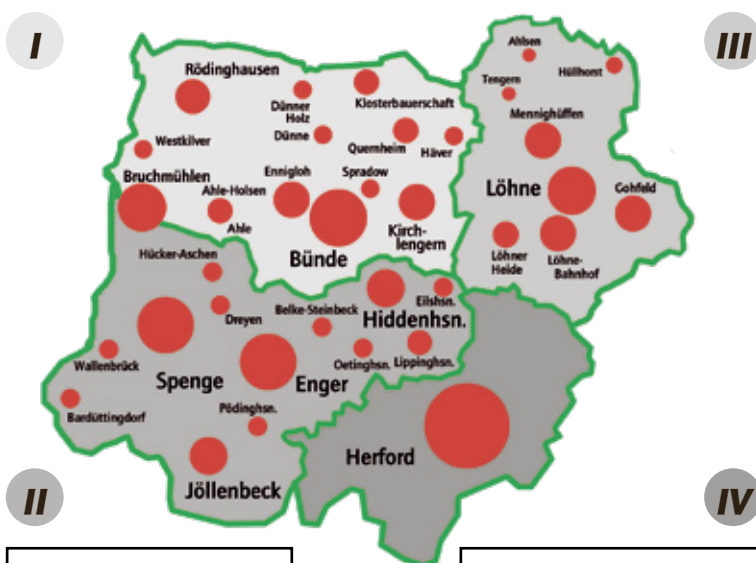 I
III
Rödinghausen
Dünner
Holz
Klosterbauerschaft
Dünne
Quernheim
Häver
Westkilver
Bruchmühlen
Ahle-Holsen
Ahle
Ennigloh
Spradow
Bünde
Kirch-
lengern
Ahlsen
Hüllhorst
Tengern
Mennighüffen
Löhne
Gohfeld
Löhner
Heide
Löhne-
Bahnhof
Hücker-Aschen
Dreyen
Belke-Steinbeck
Eilshsn.
Hiddenhsn.
Oetinghsn.
Lippinghsn.
Wallenbrück
Spenge
Enger
Bardüttingdorf
Pödinghsn.
Jöllenbeck
Herford
II
IV